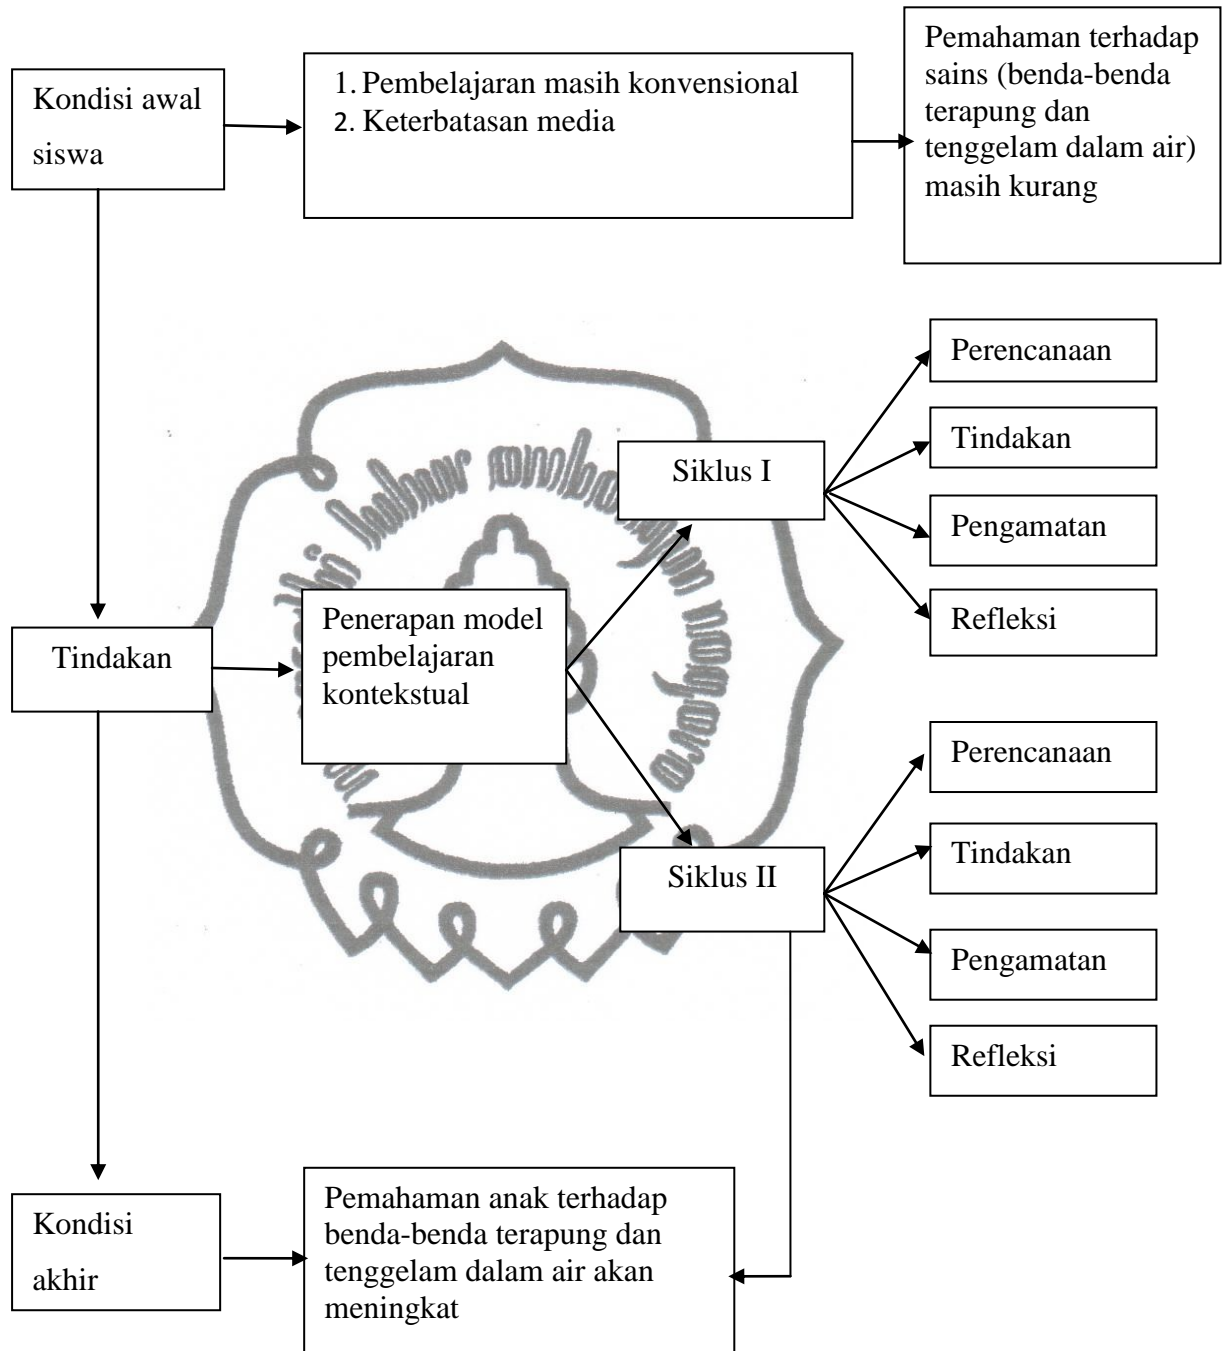 Kondisi awal
siswa
1. Pembelajaran masih konvensional
2. Keterbatasan media
Pemahaman terhadap
sains (benda-benda
terapung dan
tenggelam dalam air)
masih kurang
Perencanaan
Tindakan
Pengamatan
Refleksi
Siklus I
Tindakan
Penerapan model
pembelajaran
kontekstual
Perencanaan
Tindakan
Pengamatan
Refleksi
Siklus II
Kondisi
akhir
Pemahaman anak terhadap
benda-benda terapung dan
tenggelam dalam air akan
meningkat